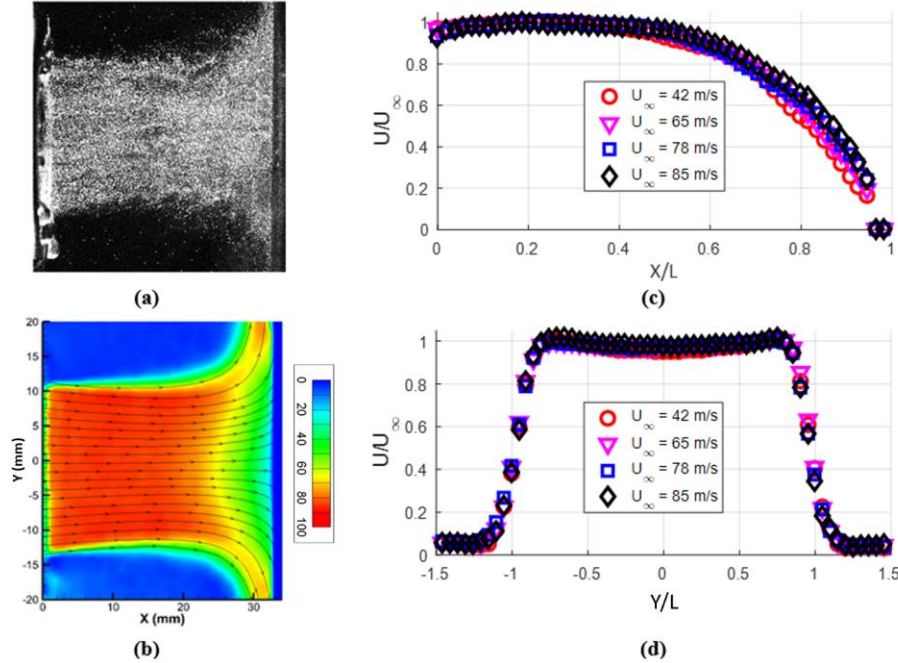 (a)
U/U∞
1
0.8
0.6
0.4
0.2
0
U∞ = 42 m/s
U∞ = 65 m/s
U∞ = 78 m/s
U∞ = 85 m/s
0 0.2 0.4 0.6 0.8 1
X/L
(c)
Y (mm)
20
15
10
5
0
-5
-10
-15
-20
0 10 20 30
X (mm)
0
20
40
60
80
100
(b)
U/U∞
1
0.8
0.6
0.4
0.2
0
U∞ = 42 m/s
U∞ = 65 m/s
U∞ = 78 m/s
U∞ = 85 m/s
-1.5 -1 -0.5 0 0.5 1 1.5
Y/L
(d)